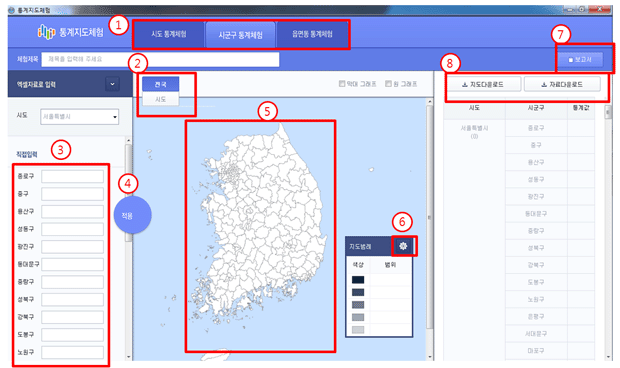 통계지도체험
통계지도체험
1
시도 통계체험
시군구 통계체험
읍면동 통계체험
7
체험제목
제목을 입력해 주세요
보고서
2
8
엑셀자료로 입력
전국
시도
막대 그래프
원 그래프
지도다운로드
자료다운로드
시도
서울특별시
5
시도
시군구
통계값
서울특별시
(0)
종로구
중구
용산구
성동구
광진구
동대문구
중랑구
성북구
강북구
도봉구
노원구
은평구
서대문구
마포구
3
직접입력
4
적용
종로구
중구
용산구
성동구
광진구
동대문구
중랑구
성북구
강북구
도봉구
노원구
6
지도범례
색상
범위